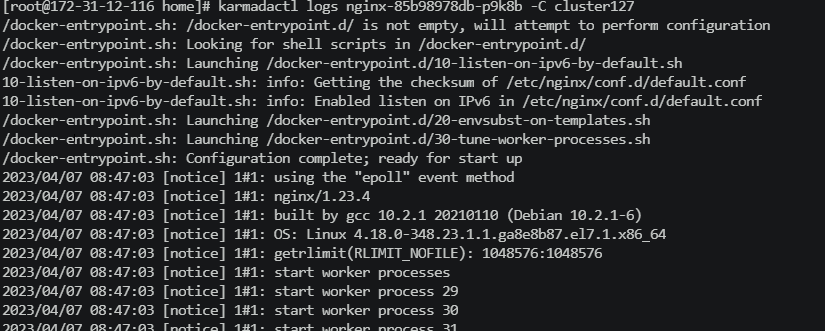 [root@172-31-12-116 home]# karmadactl logs nginx-85b98978db-p9k8b -C cluster127
/docker-entrypoint.sh: /docker-entrypoint.d/ is not empty, will attempt to perform configuration
/docker-entrypoint.sh: Looking for shell scripts in /docker-entrypoint.d/
/docker-entrypoint.sh: Launching /docker-entrypoint.d/10-listen-on-ipv6-by-default.sh
10-listen-on-ipv6-by-default.sh: info: Getting the checksum of /etc/nginx/conf.d/default.conf
10-listen-on-ipv6-by-default.sh: info: Enabled listen on IPv6 in /etc/nginx/conf.d/default.conf
/docker-entrypoint.sh: Launching /docker-entrypoint.d/20-envsubst-on-templates.sh
/docker-entrypoint.sh: Launching /docker-entrypoint.d/30-tune-worker-processes.sh
/docker-entrypoint.sh: Configuration complete; ready for start up
2023/04/07 08:47:03 [notice] 1#1: using the "epoll" event method
2023/04/07 08:47:03 [notice] 1#1: nginx/1.23.4
2023/04/07 08:47:03 [notice] 1#1: built by gcc 10.2.1 20210110 (Debian 10.2.1-6)
2023/04/07 08:47:03 [notice] 1#1: OS: Linux 4.18.0-348.23.1.1.ga8e8b87.el7.1.x86_64
2023/04/07 08:47:03 [notice] 1#1: getrlimit(RLIMIT_NOFILE): 1048576:1048576
2023/04/07 08:47:03 [notice] 1#1: start worker processes
2023/04/07 08:47:03 [notice] 1#1: start worker process 29
2023/04/07 08:47:03 [notice] 1#1: start worker process 30
2023/04/07 08:47:03 [notice] 1#1: start worker process 31